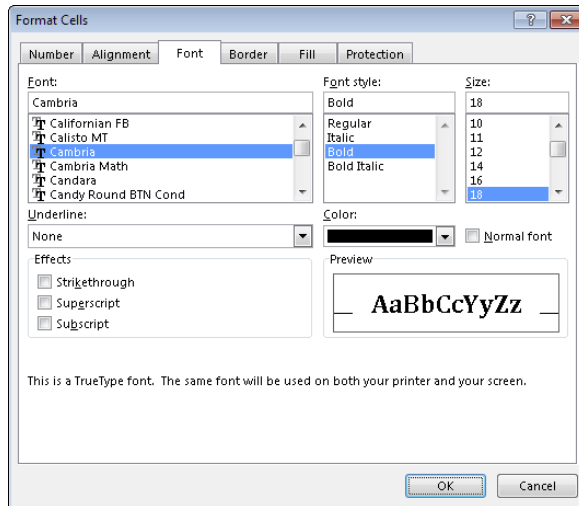 Format Cells
Number Alignment Font Border Fill Protection
Font: Font style: Size:
Cambria Bold 18
Californian FB Regular 10
Calisto MT Italic 11
Cambria Bold 12
Cambria Math Bold Italic 14
Candara 16
Candy Round BTN Cond 18
Underline: Color:
None Normal font
Effects Preview
Strikethrough
Superscript AaBbCcYyZz
Subscript
This is a TrueType font. The same font will be used on both your printer and your screen.
OK Cancel